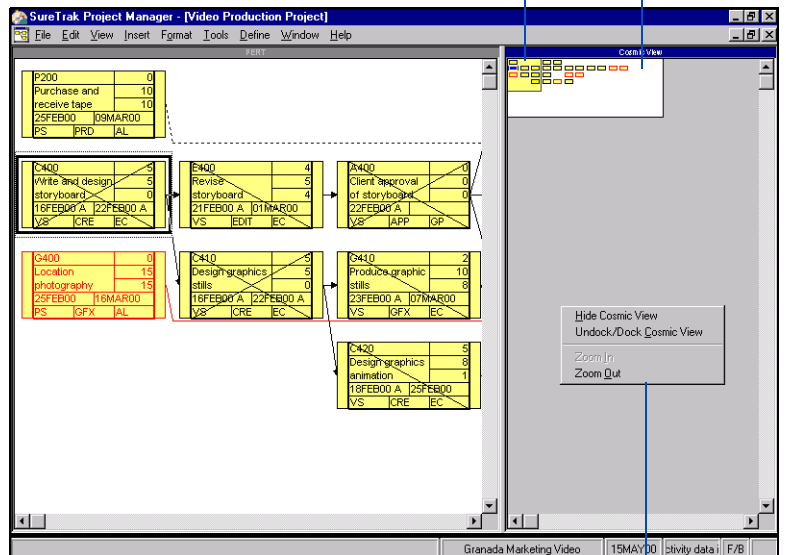 SureTrak Project Manager - [Video Production Project]
File Edit View Insert Format Tools Define Window Help
PERT
Cosmic View
P200 0
Purchase and 10
receive tape 10
25FEB00 09MAR00
PS PRD AL
C400 5
Write and design 5
storyboard 0
16FEB00 A 22FEB00 A
VS CRE EC
E400 4
Revise 5
storyboard 4
21FEB00 A 01MAR00
VS EDIT EC
A400 0
Client approval 0
of storyboard 0
22FEB00 A
VS APP GP
G400 0
Location 15
photography 15
25FEB00 16MAR00
PS GFX AL
C410 5
Design graphics 5
stills 0
16FEB00 A 22FEB00 A
VS CRE EC
G410 2
Produce graphic 10
stills 8
23FEB00 A 07MAR00
VS GFX EC
C420 5
Design graphics 8
animation 1
18FEB00 A 25FEB00
VS CRE EC
Hide Cosmic View
Undock/Dock Cosmic View
Zoom In
Zoom Out
Granada Marketing Video 15MAY00 ctivity data i F/B